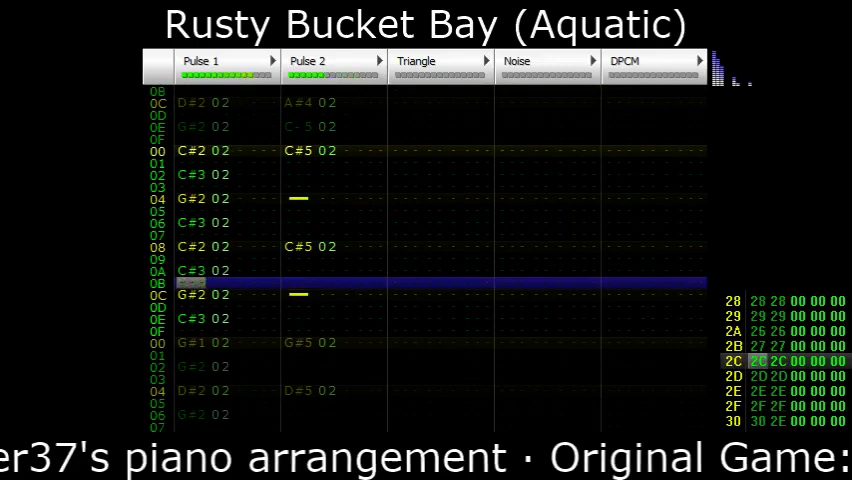 Rusty Bucket Bay (Aquatic)
Pulse 1 Pulse 2 Triangle Noise DPCM
0B
0C D#2 02 A#4 02
0D
0E G#2 02 C-5 02
0F
00 C#2 02 C#5 02
01
02 C#3 02
03
04 G#2 02
05
06 C#3 02
07
08 C#2 02 C#5 02
09
0A C#3 02
0B
0C G#2 02
0D
0E C#3 02
0F
00 G#1 02 G#5 02
01
02 G#2 02
03
04 D#2 02 D#5 02
05
06 G#2 02
07
28 28 28 00 00 00
29 29 29 00 00 00
2A 26 26 00 00 00
2B 27 27 00 00 00
2C 2C 2C 00 00 00
2D 2D 2D 00 00 00
2E 2E 2E 00 00 00
2F 2F 2E 00 00 00
30 30 2F 00 00 00
er37's piano arrangement · Original Game: